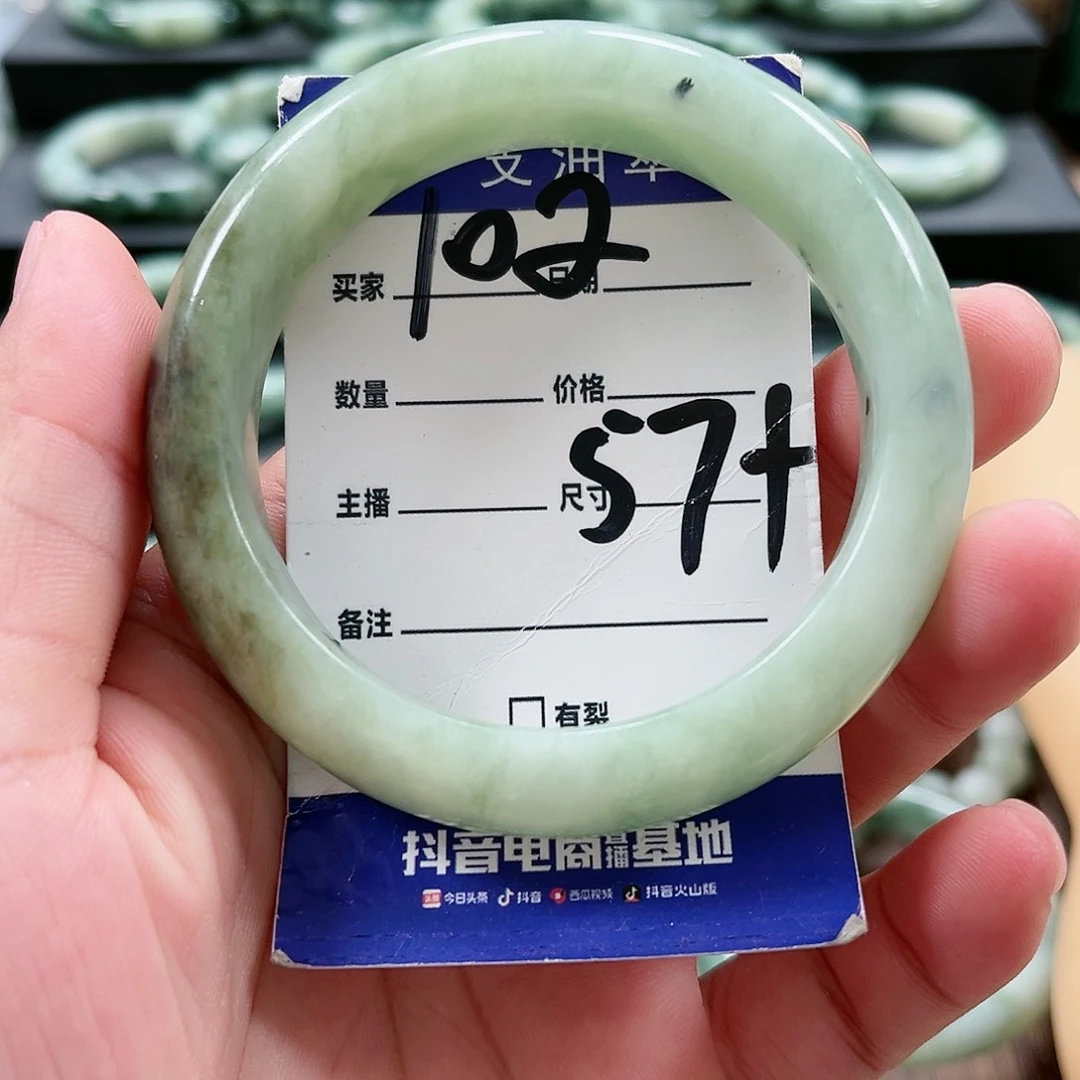 102
买家 日期
数量 价格
57+
主播 尺寸
备注
有裂
抖音电商直播基地
今日头条 抖音 西瓜视频 抖音火山版